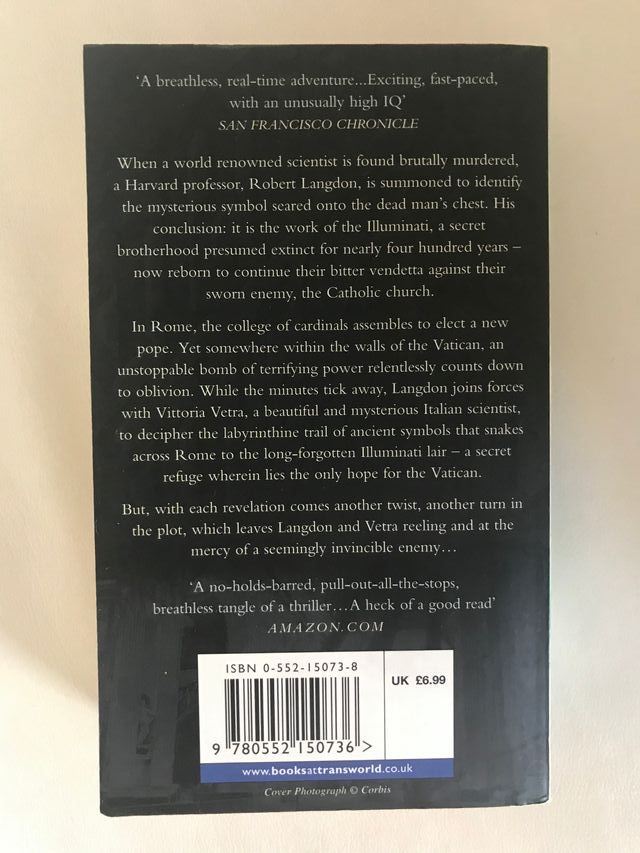 ‘A breathless, real-time adventure...Exciting, fast-paced,
with an unusually high IQ’
SAN FRANCISCO CHRONICLE
When a world renowned scientist is found brutally murdered,
a Harvard professor, Robert Langdon, is summoned to identify
the mysterious symbol seared onto the dead man’s chest. His
conclusion: it is the work of the Illuminati, a secret
brotherhood presumed extinct for nearly four hundred years –
now reborn to continue their bitter vendetta against their
sworn enemy, the Catholic church.
In Rome, the college of cardinals assembles to elect a new
pope. Yet somewhere within the walls of the Vatican, an
unstoppable bomb of terrifying power relentlessly counts down
to oblivion. While the minutes tick away, Langdon joins forces
with Vittoria Vetra, a beautiful and mysterious Italian scientist,
to decipher the labyrinthine trail of ancient symbols that snakes
across Rome to the long-forgotten Illuminati lair – a secret
refuge wherein lies the only hope for the Vatican.
But, with each revelation comes another twist, another turn in
the plot, which leaves Langdon and Vetra reeling and at the
mercy of a seemingly invincible enemy…
‘A no-holds-barred, pull-out-all-the-stops,
breathless tangle of a thriller…A heck of a good read’
AMAZON.COM
ISBN 0-552-15073-8
UK £6.99
9 780552 150736 >
www.booksattransworld.co.uk
Cover Photograph © Corbis